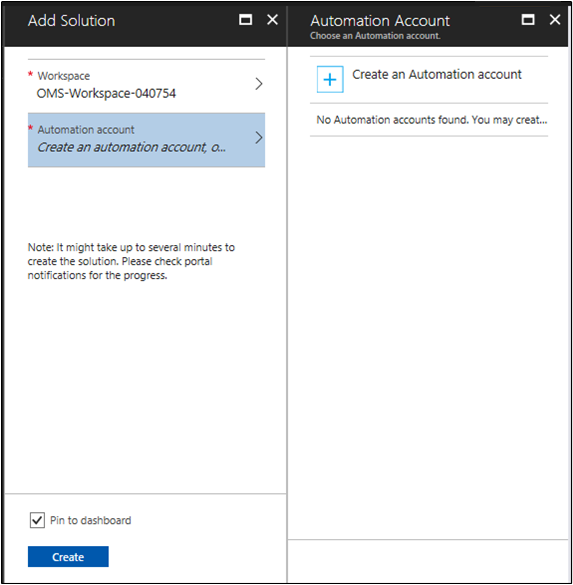 Add Solution
* Workspace
OMS-Workspace-040754
* Automation account
Create an automation account, o...
Note: It might take up to several minutes to
create the solution. Please check portal
notifications for the progress.
Pin to dashboard
Create
Automation Account
Choose an Automation account.
Create an Automation account
No Automation accounts found. You may creat...